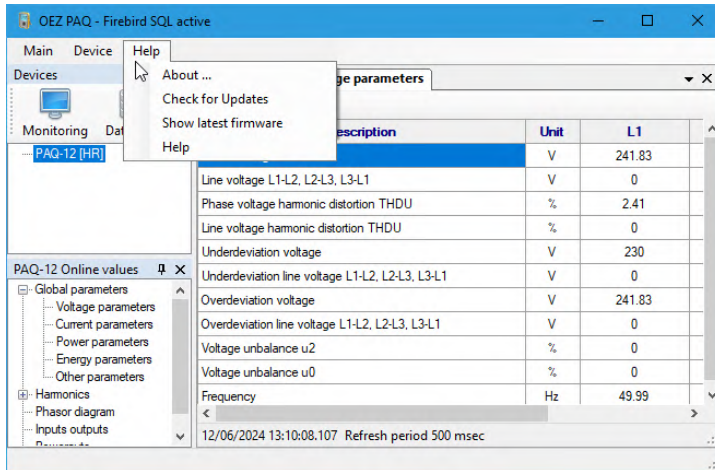 OEZ PAQ - Firebird SQL active
Main Device Help
Devices
About ...
Check for Updates
Show latest firmware
Help
parameters
Monitoring
PAQ-12 [HR]
Unit L1
V 241.83
Line voltage L1-L2, L2-L3, L3-L1 V 0
Phase voltage harmonic distortion THDU % 2.41
Line voltage harmonic distortion THDU % 0
Underdeviation voltage V 230
Underdeviation line voltage L1-L2, L2-L3, L3-L1 V 0
Overdeviation voltage V 241.83
Overdeviation line voltage L1-L2, L2-L3, L3-L1 V 0
Voltage unbalance u2 % 0
Voltage unbalance u0 % 0
Frequency Hz 49.99
PAQ-12 Online values
Global parameters
Voltage parameters
Current parameters
Power parameters
Energy parameters
Other parameters
Harmonics
Phasor diagram
Inputs outputs
12/06/2024 13:10:08.107 Refresh period 500 msec